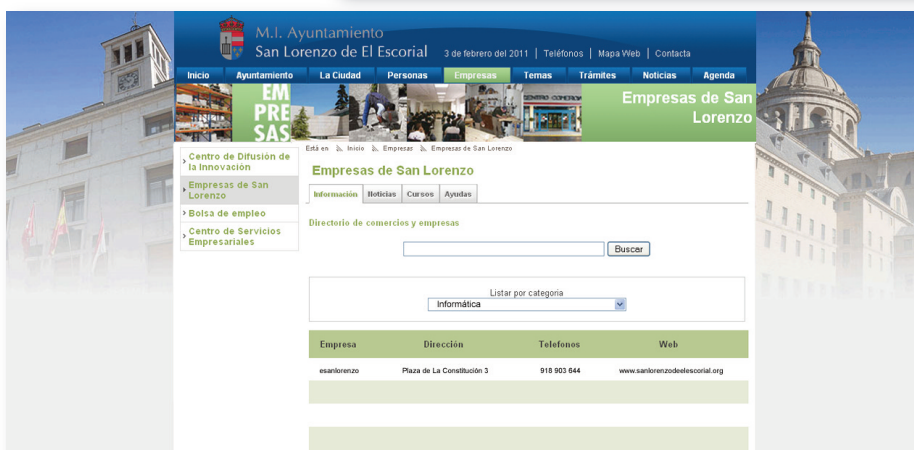 M.I. Ayuntamiento
San Lorenzo de El Escorial
3 de febrero del 2011 | Teléfonos | Mapa Web | Contacta
Inicio Ayuntamiento La Ciudad Personas Empresas Temas Trámites Noticias Agenda
EM
PRE
SAS
CENTRO COMERCIAL
Empresas de San
Lorenzo
Está en Inicio Empresas Empresas de San Lorenzo
Centro de Difusión de
la Innovación
Empresas de San
Lorenzo
Bolsa de empleo
Centro de Servicios
Empresariales
Empresas de San Lorenzo
Información Noticias Cursos Ayudas
Directorio de comercios y empresas
Buscar
Listar por categoria
Informática
Empresa Dirección Telefonos Web
esanlorenzo Plaza de La Constitución 3 918 903 644 www.sanlorenzodeelescorial.org